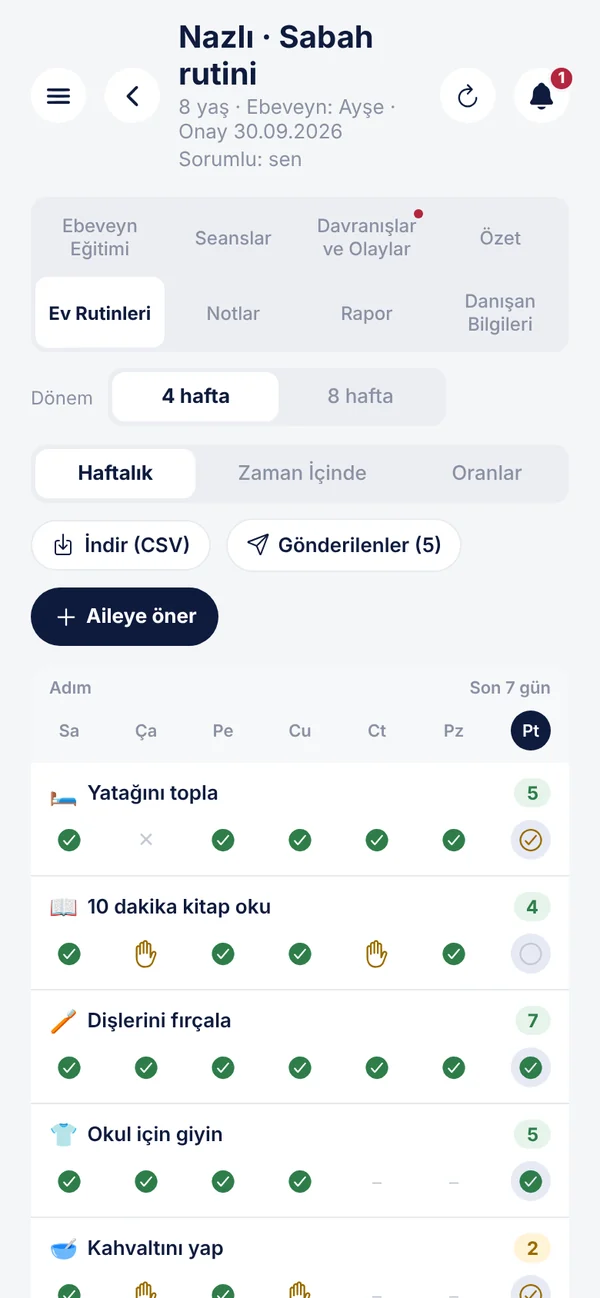 Nazlı · Sabah
rutini
8 yaş · Ebeveyn: Ayşe ·
Onay 30.09.2026
Sorumlu: sen
1
Ebeveyn
Eğitimi
Seanslar
Davranışlar
ve Olaylar
Özet
Ev Rutinleri
Notlar
Rapor
Danışan
Bilgileri
Dönem
4 hafta
8 hafta
Haftalık
Zaman İçinde
Oranlar
İndir (CSV)
Gönderilenler (5)
+ Aileye öner
Adım
Son 7 gün
Sa Ça Pe Cu Ct Pz Pt
Yatağını topla
5
10 dakika kitap oku
4
Dişlerini fırçala
7
Okul için giyin
5
Kahvaltını yap
2